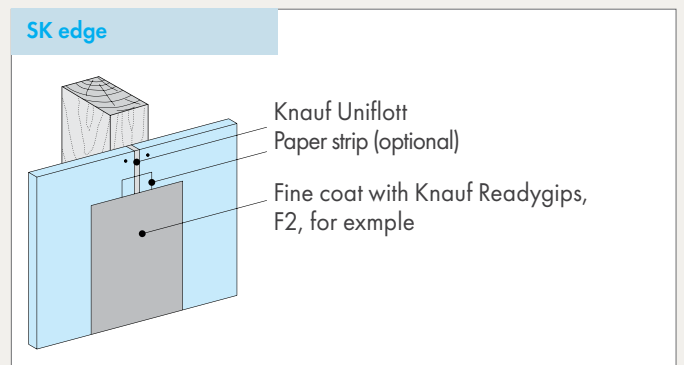 SK edge
Knauf Uniflott
Paper strip (optional)
Fine coat with Knauf Readygips,
F2, for exmple